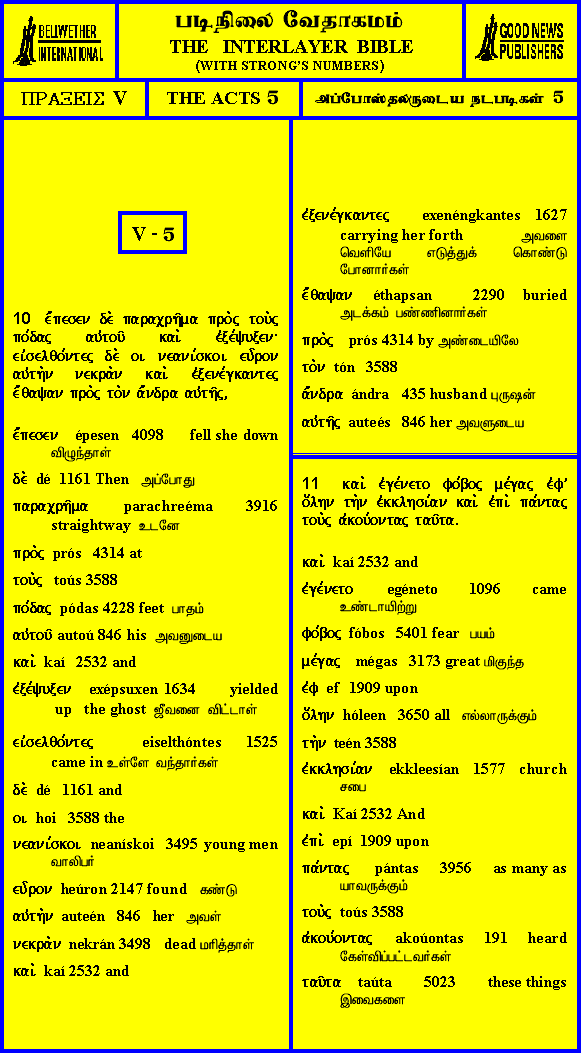 BELLWETHER
INTERNATIONAL
படிநிலை வேதாகமம்
THE INTERLAYER BIBLE
(WITH STRONG'S NUMBERS)
GOOD NEWS
PUBLISHERS
ΠΡΑΞΕΙΣ V
THE ACTS 5
அப்போஸ்தலருடைய நடபடிகள் 5
V - 5
10 ἔπεσεν δὲ παραχρῆμα πρὸς τοὺς
πόδας αὐτοῦ καὶ ἐξέψυξεν·
εἰσελθόντες δὲ οι νεανίσκοι εὗρον
αὐτὴν νεκρὰν καὶ ἐξενέγκαντες
ἔθαψαν πρὸς τὸν ἄνδρα αὐτῆς,
ἔπεσεν épesen 4098 fell she down
விழுந்தாள்
δὲ dé 1161 Then அப்போது
παραχρῆμα parachreéma 3916
straightway உடனே
πρὸς prós 4314 at
τοὺς toús 3588
πόδας pódas 4228 feet பாதம்
αὐτοῦ autoú 846 his அவனுடைய
καὶ kaí 2532 and
ἐξέψυξεν exépsuxen 1634 yielded
up the ghost ஜீவனை விட்டாள்
εἰσελθόντες eiselthóntes 1525
came in உள்ளே வந்தார்கள்
δὲ dé 1161 and
οι hoi 3588 the
νεανίσκοι neanískoi 3495 young men
வாலிபர்
εὗρον heúron 2147 found கண்டு
αὐτὴν auteén 846 her அவள்
νεκρὰν nekrán 3498 dead மரித்தாள்
καὶ kaí 2532 and
ἐξενέγκαντες exenéngkantes 1627
carrying her forth அவளை
வெளியே எடுத்துக் கொண்டு
போனார்கள்
ἔθαψαν éthapsan 2290 buried
அடக்கம் பண்ணினார்கள்
πρὸς prós 4314 by அண்டையிலே
τὸν tón 3588
ἄνδρα ándra 435 husband புருஷன்
αὐτῆς auteés 846 her அவளுடைய
11 καὶ ἐγένετο φόβος μέγας ἐφ’
ὅλην τὴν ἐκκλησίαν καὶ ἐπὶ πάντας
τοὺς ἀκούοντας ταῦτα.
καὶ kaí 2532 and
ἐγένετο egéneto 1096 came
உண்டாயிற்று
φόβος fóbos 5401 fear பயம்
μέγας mégas 3173 great மிகுந்த
ἐφ ef 1909 upon
ὅλην hóleen 3650 all எல்லாருக்கும்
τὴν teén 3588
ἐκκλησίαν ekkleesían 1577 church
சபை
καὶ Kaí 2532 And
ἐπὶ epí 1909 upon
πάντας pántas 3956 as many as
யாவருக்கும்
τοὺς toús 3588
ἀκούοντας akoúontas 191 heard
கேள்விப்பட்டவர்கள்
ταῦτα taúta 5023 these things
இவைகளை